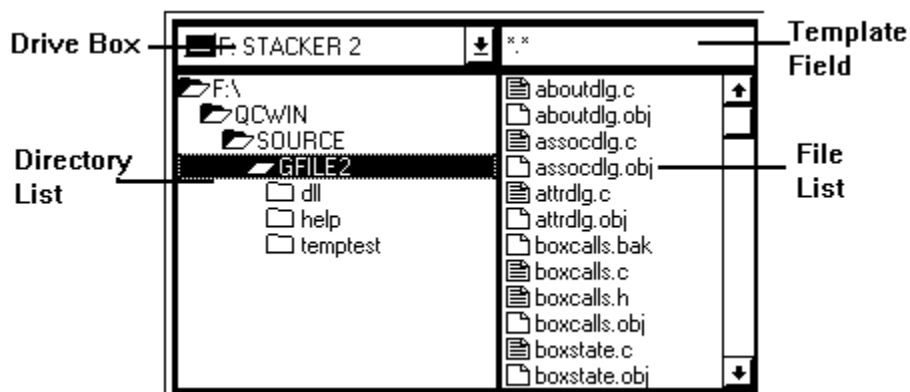 Drive Box
F: STACKER 2
*.*
Template
Field
F:\
QCWIN
SOURCE
GFILE2
dll
help
temptest
Directory
List
aboutdlg.c
aboutdlg.obj
assocdlg.c
assocdlg.obj
attrdlg.c
attrdlg.obj
boxcalls.bak
boxcalls.c
boxcalls.h
boxcalls.obj
boxstate.c
boxstate.obj
File
List